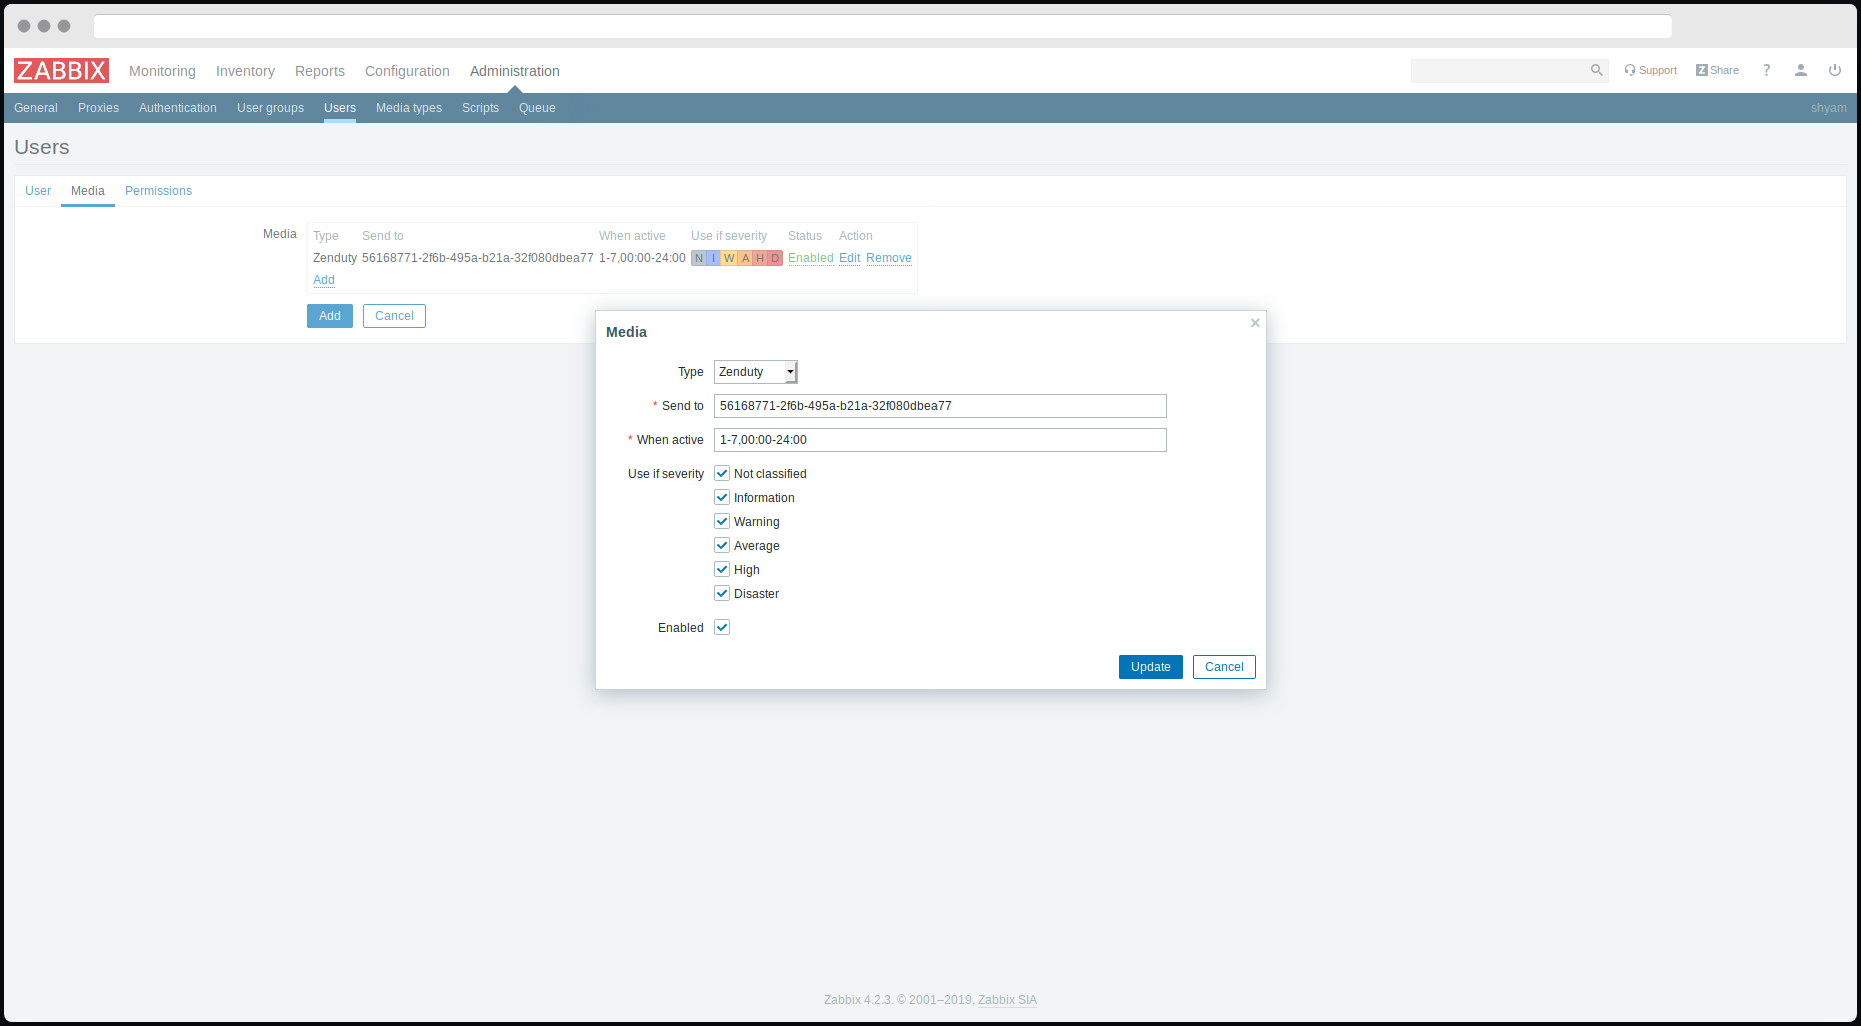 ZABBIX Monitoring Inventory Reports Configuration Administration Support Z Share ?
General Proxies Authentication User groups Users Media types Scripts Queue shyam
Users
User Media Permissions
Media Type Send to When active Use if severity Status Action
Zenduty 56168771-2f6b-495a-b21a-32f080dbea77 1-7,00:00-24:00 N I W A H D Enabled Edit Remove
Add
Add Cancel
Media
Type Zenduty
* Send to 56168771-2f6b-495a-b21a-32f080dbea77
* When active 1-7,00:00-24:00
Use if severity Not classified
Information
Warning
Average
High
Disaster
Enabled
Update Cancel
Zabbix 4.2.3. © 2001–2019, Zabbix SIA